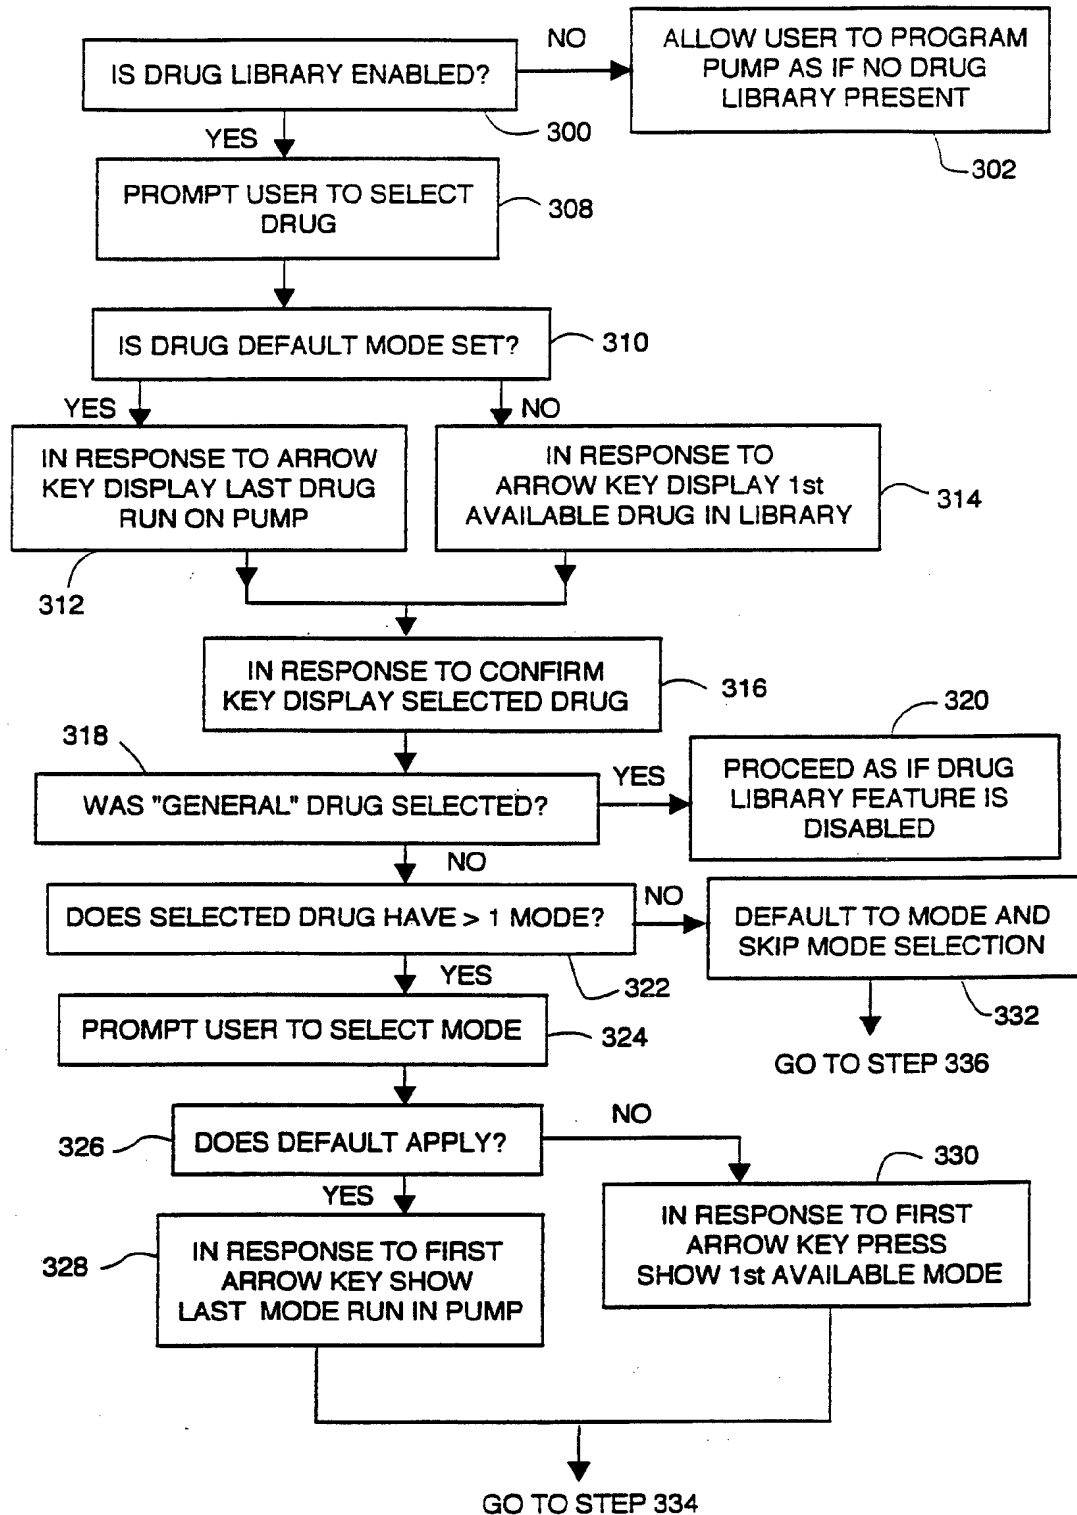 IS DRUG LIBRARY ENABLED?
NO
ALLOW USER TO PROGRAM
PUMP AS IF NO DRUG
LIBRARY PRESENT
YES
300
302
PROMPT USER TO SELECT
DRUG
308
IS DRUG DEFAULT MODE SET?
310
YES
NO
IN RESPONSE TO ARROW
KEY DISPLAY LAST DRUG
RUN ON PUMP
312
IN RESPONSE TO
ARROW KEY DISPLAY 1st
AVAILABLE DRUG IN LIBRARY
314
IN RESPONSE TO CONFIRM
KEY DISPLAY SELECTED DRUG
316
318
WAS "GENERAL" DRUG SELECTED?
YES
320
PROCEED AS IF DRUG
LIBRARY FEATURE IS
DISABLED
NO
DOES SELECTED DRUG HAVE > 1 MODE?
NO
DEFAULT TO MODE AND
SKIP MODE SELECTION
YES
322
332
PROMPT USER TO SELECT MODE
324
GO TO STEP 336
326
DOES DEFAULT APPLY?
NO
YES
330
328
IN RESPONSE TO FIRST
ARROW KEY SHOW
LAST MODE RUN IN PUMP
IN RESPONSE TO FIRST
ARROW KEY PRESS
SHOW 1st AVAILABLE MODE
GO TO STEP 334